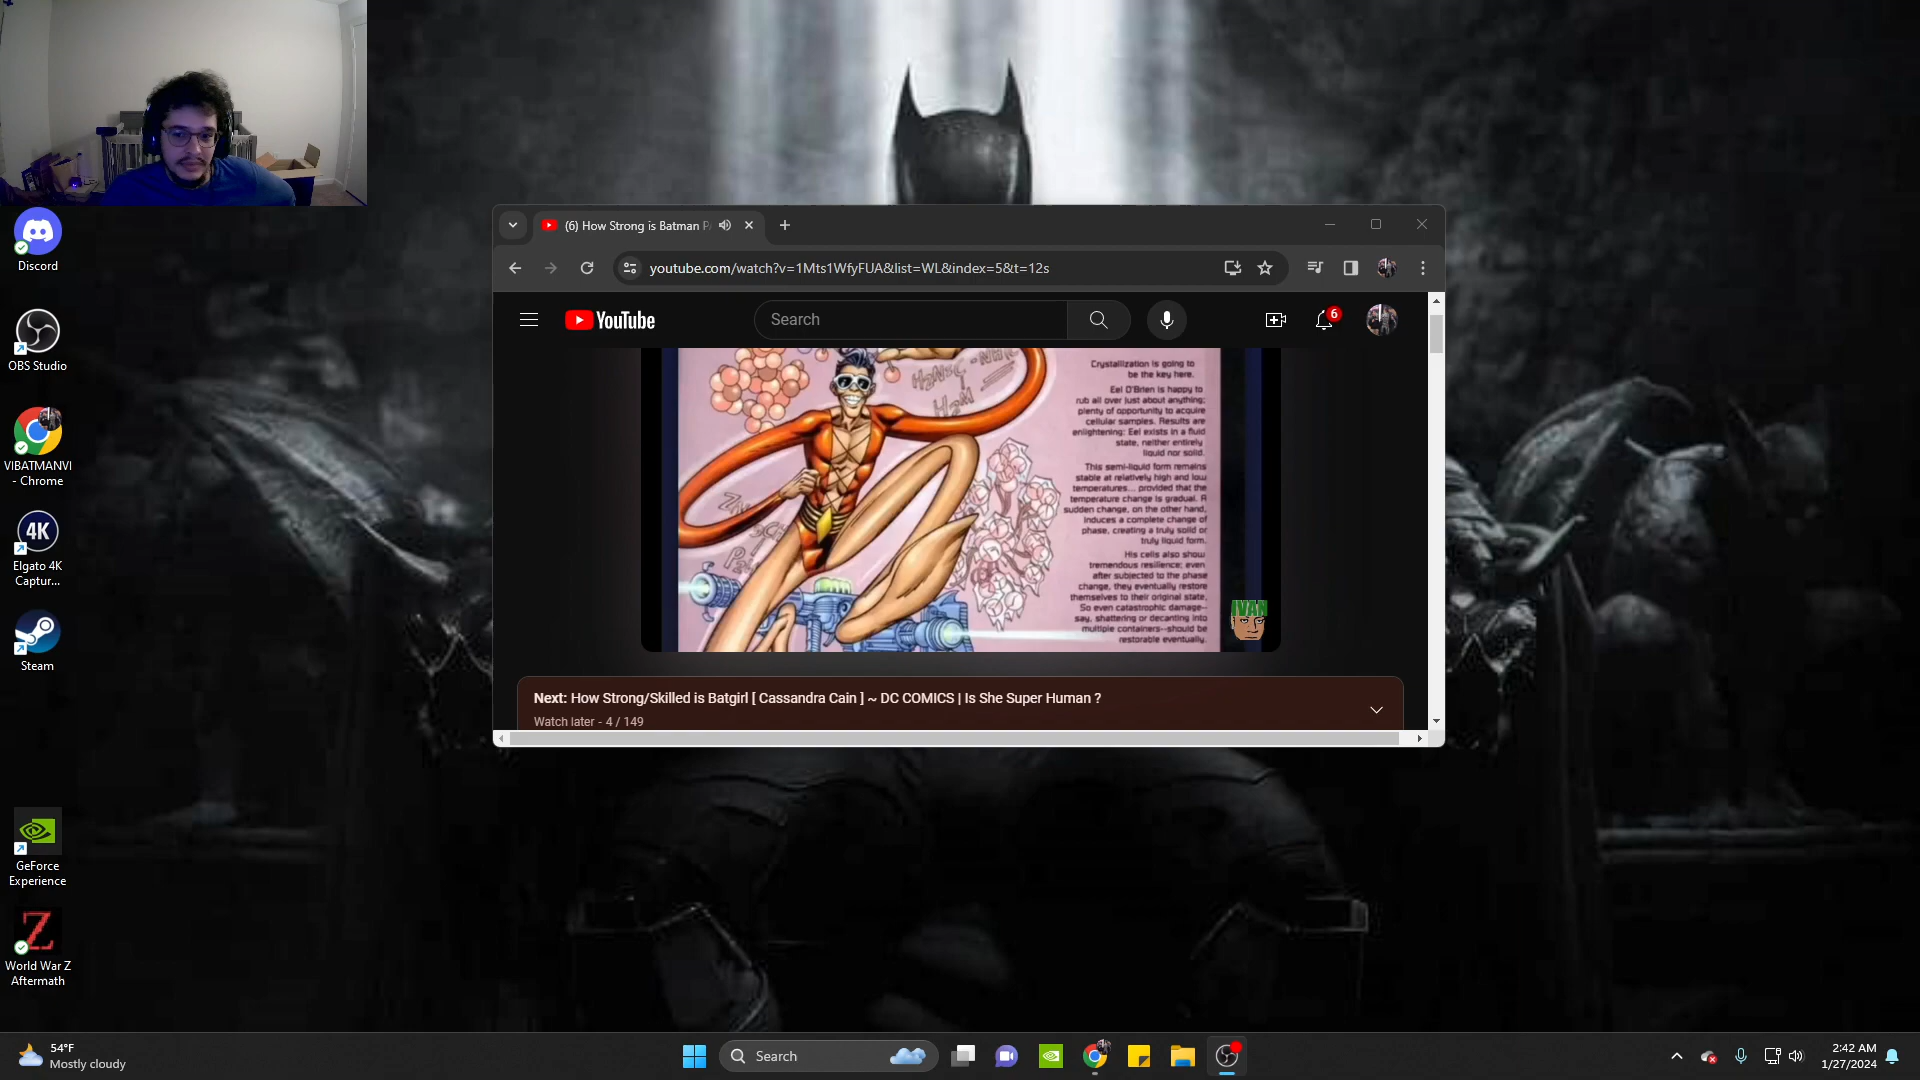 (6) How Strong is Batman P
youtube.com/watch?v=1Mts1WfyFUA&list=WL&index=5&t=12s
YouTube
Search
6
Crystallization is going to
be the key here.
Eel O'Brien is happy to
rub all over just about anything;
plenty of opportunity to acquire
cellular samples. Results are
enlightening: Eel exists in a fluid
state, neither entirely
liquid nor solid.
This semi-liquid form remains
stable at relatively high and low
temperatures... provided that the
temperature change is gradual. A
sudden change, on the other hand,
induces a complete change of
phase, creating a truly solid or
truly liquid form.
His cells also show
tremendous resilience; even
after subjected to the phase
change, they eventually restore
themselves to their original state.
So even catastrophic damage--
say, shattering or decanting into
multiple containers--should be
restorable eventually.
IVAN
Next: How Strong/Skilled is Batgirl [ Cassandra Cain ] ~ DC COMICS | Is She Super Human ?
Watch later - 4 / 149
Discord
OBS Studio
VIBATMANVI
- Chrome
4K
Elgato 4K
Captur...
Steam
GeForce
Experience
Z
World War Z
Aftermath
54°F
Mostly cloudy
Search
2:42 AM
1/27/2024